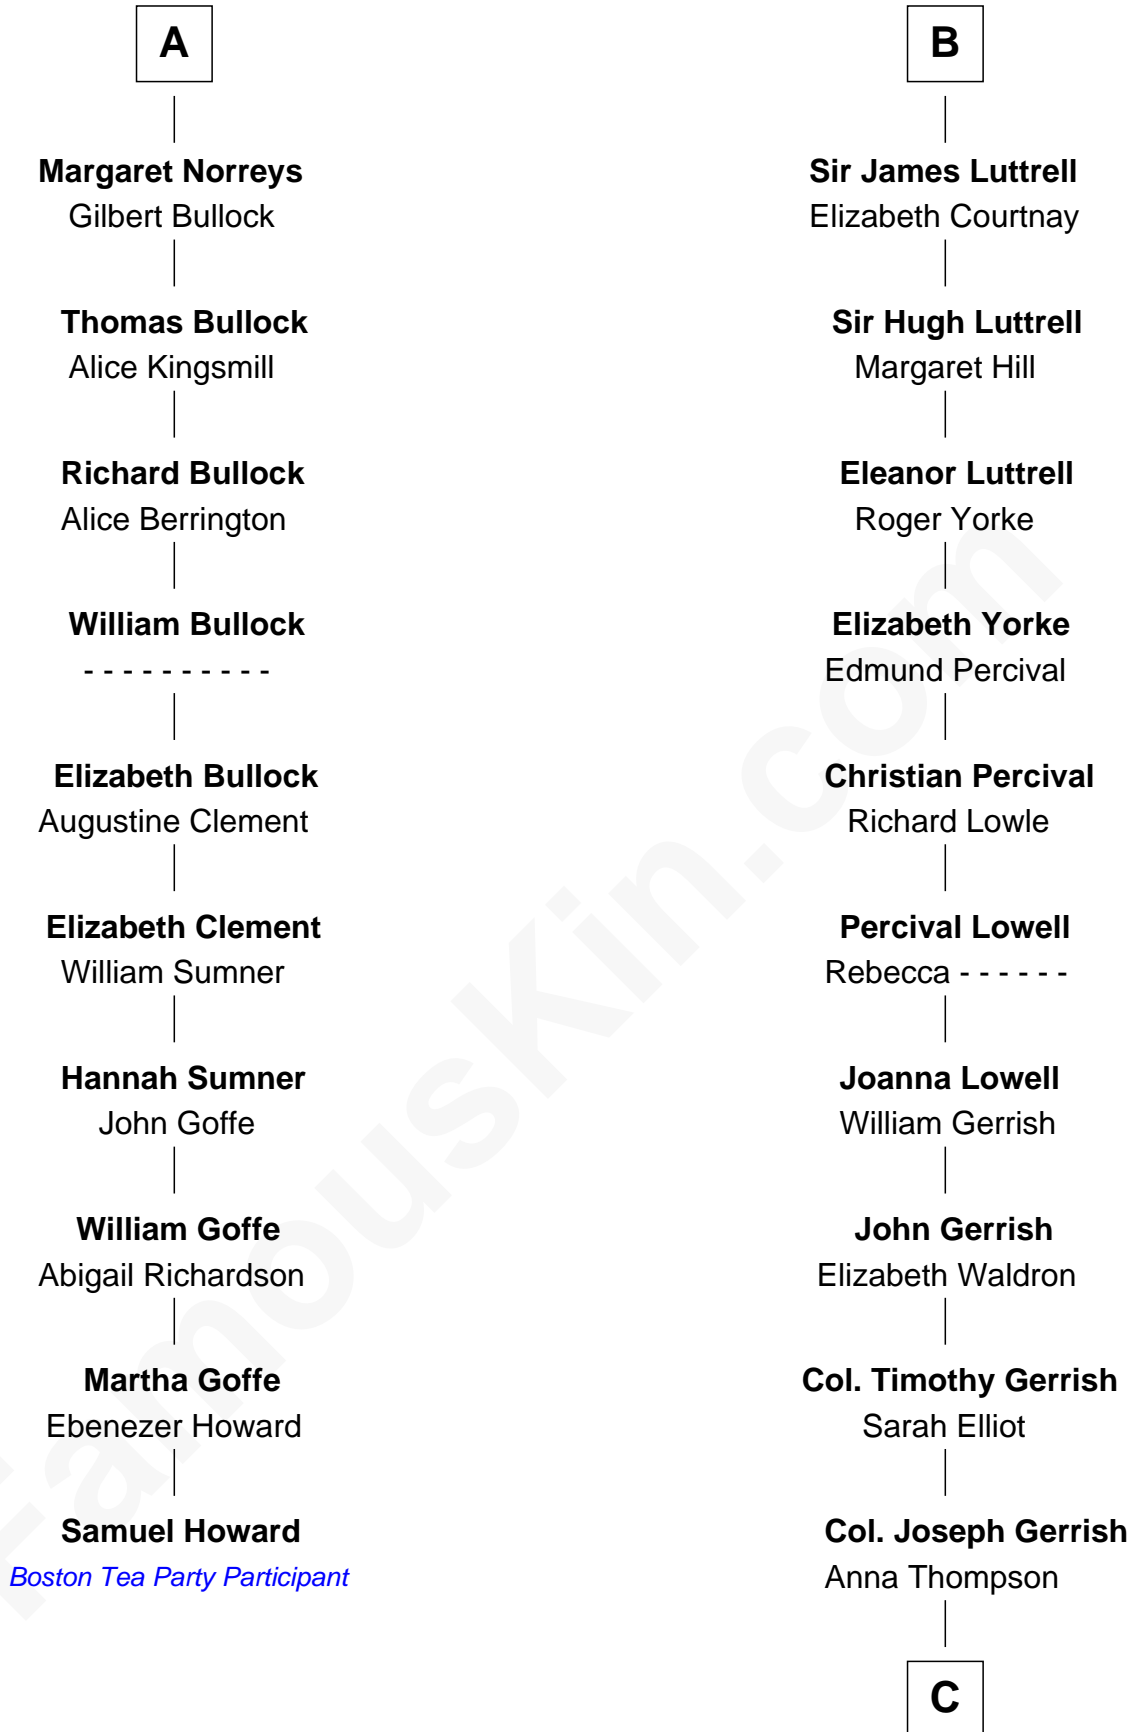 A
Margaret Norreys
Gilbert Bullock
Thomas Bullock
Alice Kingsmill
Richard Bullock
Alice Berrington
William Bullock
- - - - - - - - - -
Elizabeth Bullock
Augustine Clement
Elizabeth Clement
William Sumner
Hannah Sumner
John Goffe
William Goffe
Abigail Richardson
Martha Goffe
Ebenezer Howard
Samuel Howard
Boston Tea Party Participant
B
Sir James Luttrell
Elizabeth Courtnay
Sir Hugh Luttrell
Margaret Hill
Eleanor Luttrell
Roger Yorke
Elizabeth Yorke
Edmund Percival
Christian Percival
Richard Lowle
Percival Lowell
Rebecca - - - - - -
Joanna Lowell
William Gerrish
John Gerrish
Elizabeth Waldron
Col. Timothy Gerrish
Sarah Elliot
Col. Joseph Gerrish
Anna Thompson
C
FamousKin.com